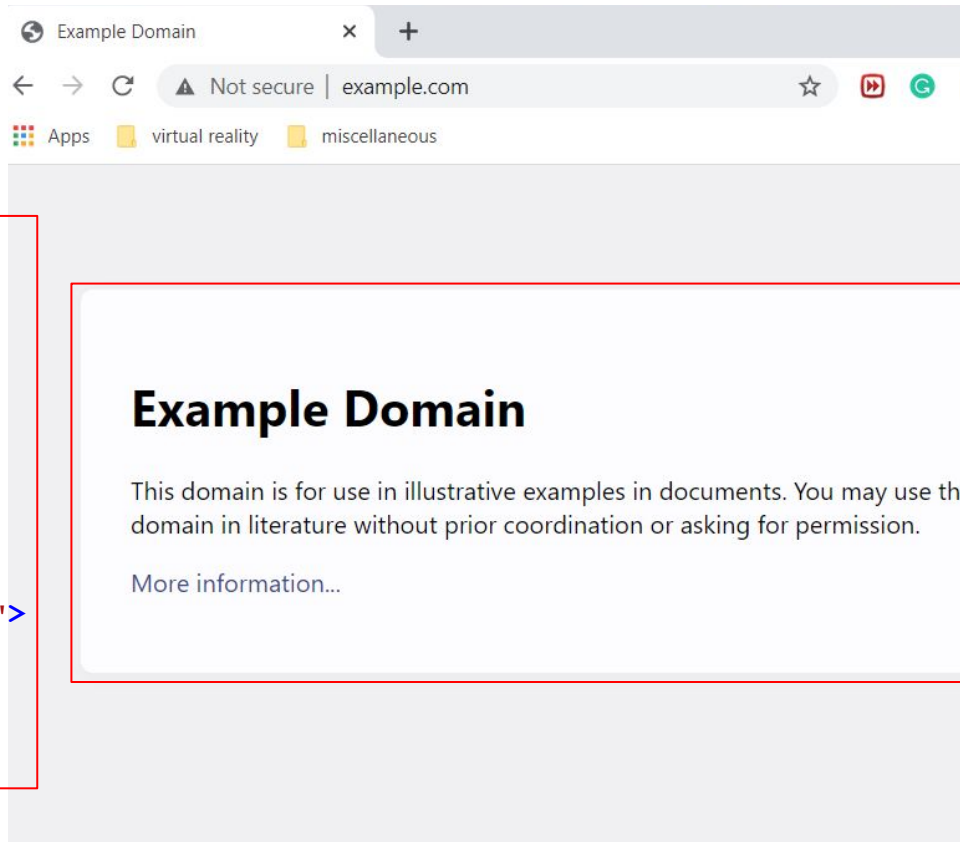 Example Domain
Not secure | example.com
Apps virtual reality miscellaneous
Example Domain
This domain is for use in illustrative examples in documents. You may use th
domain in literature without prior coordination or asking for permission.
More information...
">